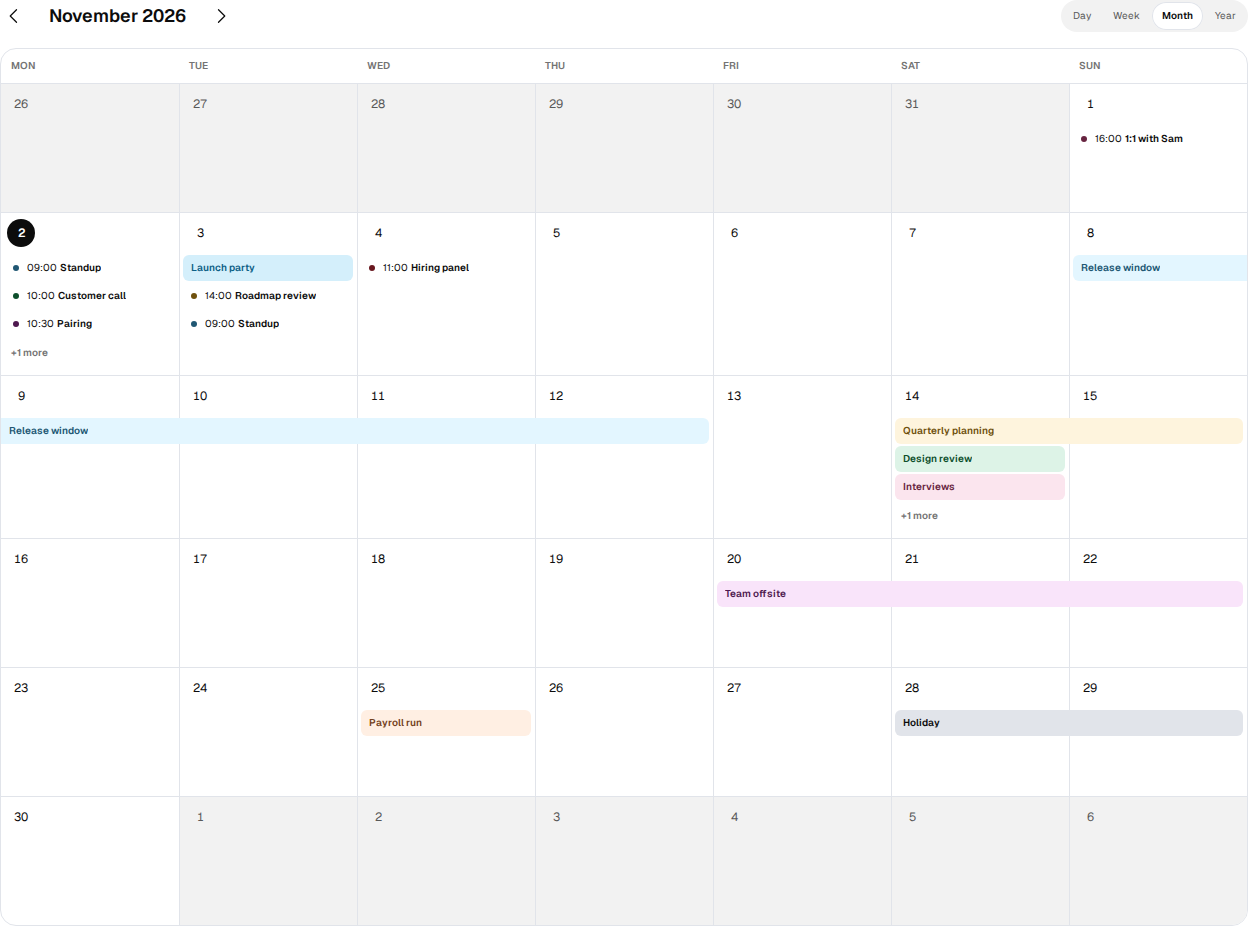 November 2026
Day Week Month Year
MON TUE WED THU FRI SAT SUN
26 27 28 29 30 31 1
16:00 1:1 with Sam
2 3 4 5 6 7 8
09:00 Standup Launch party 11:00 Hiring panel Release window
10:00 Customer call 14:00 Roadmap review
10:30 Pairing 09:00 Standup
+1 more
9 10 11 12 13 14 15
Release window Quarterly planning
Design review
Interviews
+1 more
16 17 18 19 20 21 22
Team offsite
23 24 25 26 27 28 29
Payroll run Holiday
30 1 2 3 4 5 6